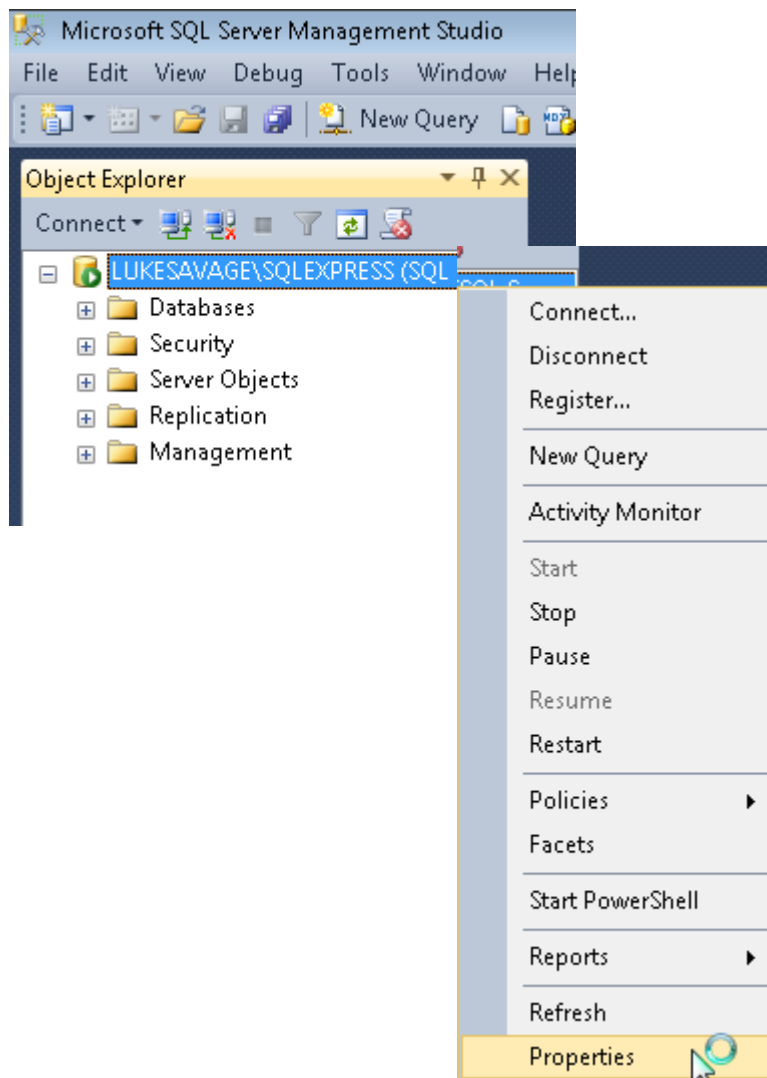 Microsoft SQL Server Management Studio
File Edit View Debug Tools Window Help
New Query
Object Explorer
Connect
LUKESAVAGE\SQLEXPRESS (SQL
Databases
Security
Server Objects
Replication
Management
Connect...
Disconnect
Register...
New Query
Activity Monitor
Start
Stop
Pause
Resume
Restart
Policies
Facets
Start PowerShell
Reports
Refresh
Properties